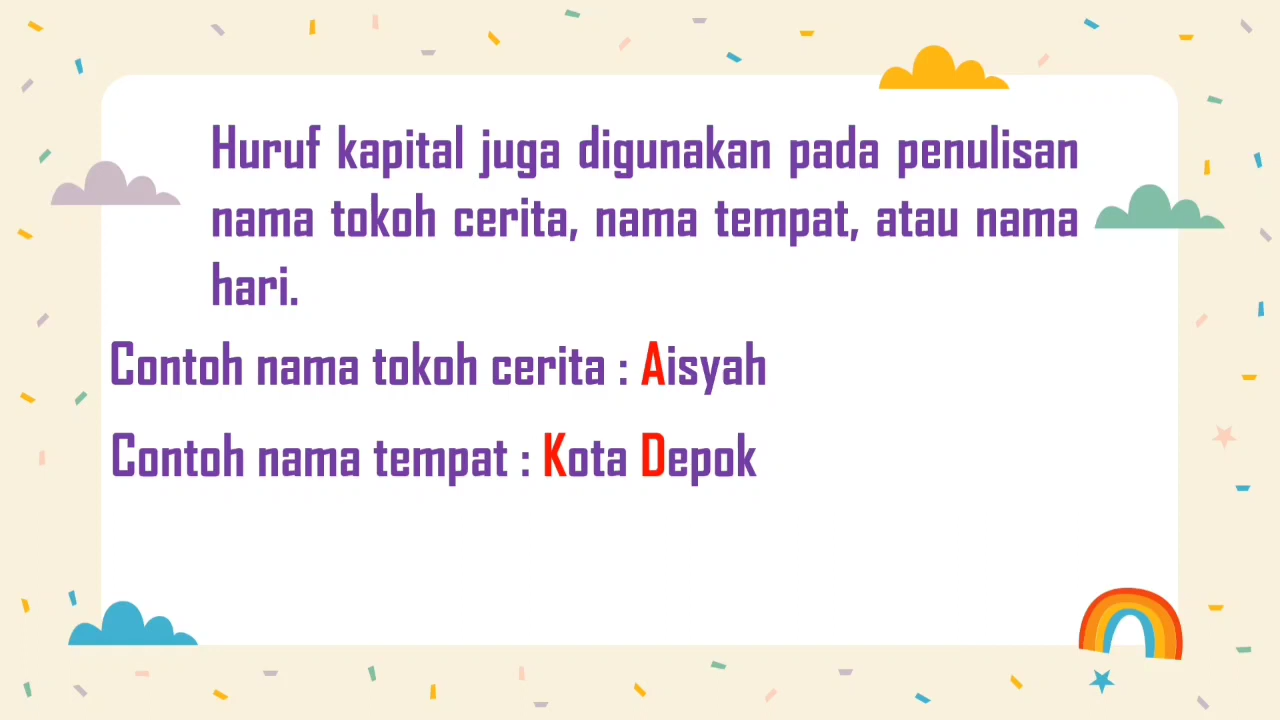 Huruf kapital juga digunakan pada penulisan
nama tokoh cerita, nama tempat, atau nama
hari.
Contoh nama tokoh cerita : Aisyah
Contoh nama tempat : Kota Depok